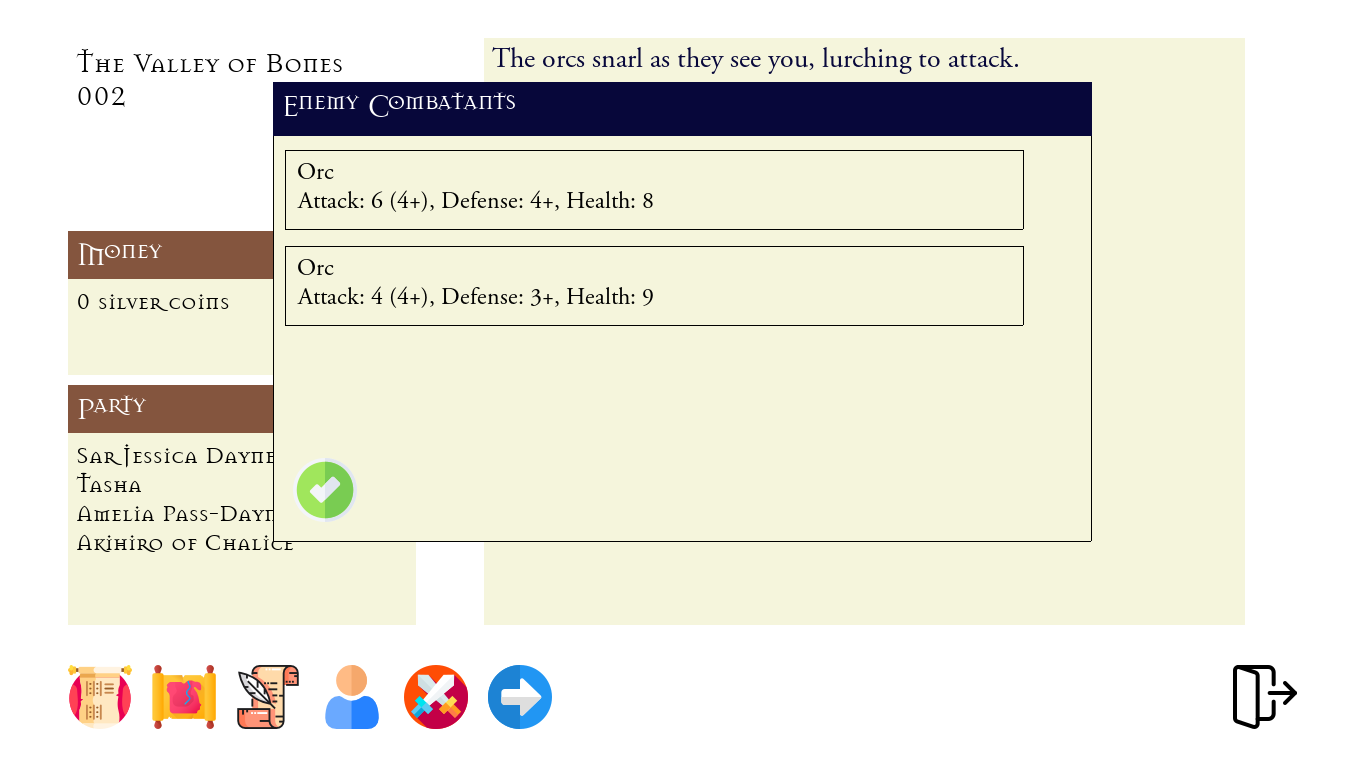 The Valley of Bones
002
The orcs snarl as they see you, lurching to attack.
Enemy Combatants
Orc
Attack: 6 (4+), Defense: 4+, Health: 8
Orc
Attack: 4 (4+), Defense: 3+, Health: 9
Money
0 silver coins
Party
Sar Jessica Dayne
Tasha
Amelia Pass-Dayn
Akihiro of Chalice